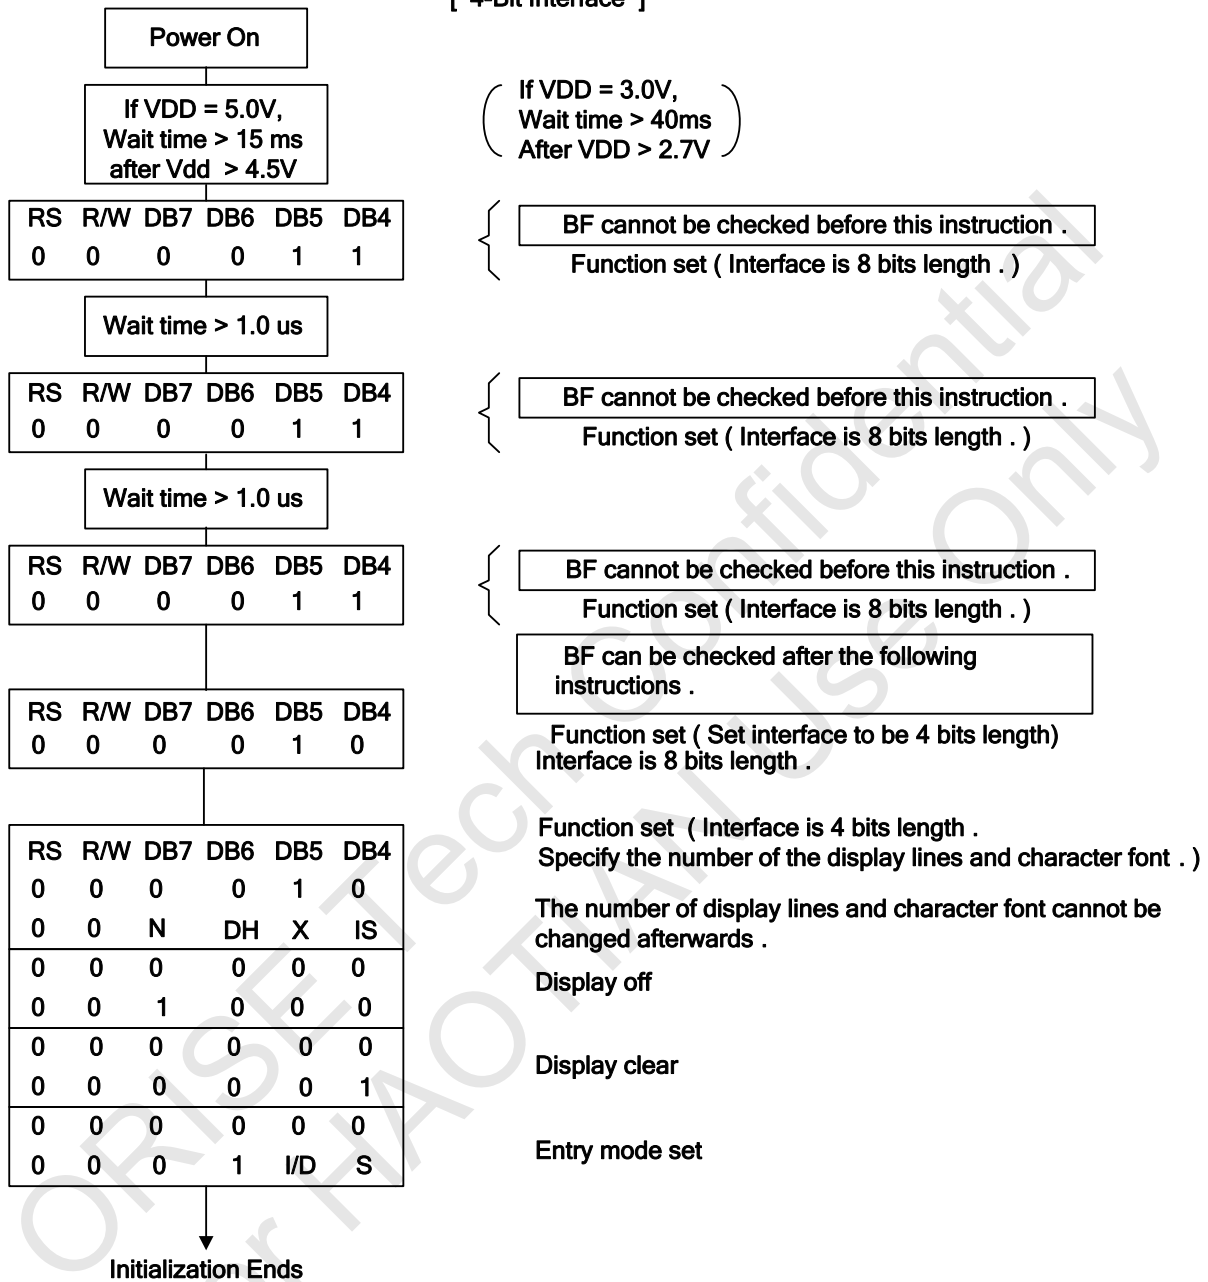 [ 4-Bit Interface ]
Power On
If VDD = 5.0V,
Wait time > 15 ms
after Vdd > 4.5V
If VDD = 3.0V,
Wait time > 40ms
After VDD > 2.7V
RS R/W DB7 DB6 DB5 DB4
0 0 0 0 1 1
BF cannot be checked before this instruction .
Function set ( Interface is 8 bits length . )
Wait time > 1.0 us
RS R/W DB7 DB6 DB5 DB4
0 0 0 0 1 1
BF cannot be checked before this instruction .
Function set ( Interface is 8 bits length . )
Wait time > 1.0 us
RS R/W DB7 DB6 DB5 DB4
0 0 0 0 1 1
BF cannot be checked before this instruction .
Function set ( Interface is 8 bits length . )
BF can be checked after the following
instructions .
RS R/W DB7 DB6 DB5 DB4
0 0 0 0 1 0
Function set ( Set interface to be 4 bits length)
Interface is 8 bits length .
RS R/W DB7 DB6 DB5 DB4
0 0 0 0 1 0
0 0 N DH X IS
Function set ( Interface is 4 bits length .
Specify the number of the display lines and character font . )
The number of display lines and character font cannot be
changed afterwards .
0 0 0 0 0 0
0 0 1 0 0 0
Display off
0 0 0 0 0 0
0 0 0 0 0 1
Display clear
0 0 0 0 0 0
0 0 0 1 I/D S
Entry mode set
Initialization Ends
ORISE Tech Confidential
For HAOTIAN Use Only